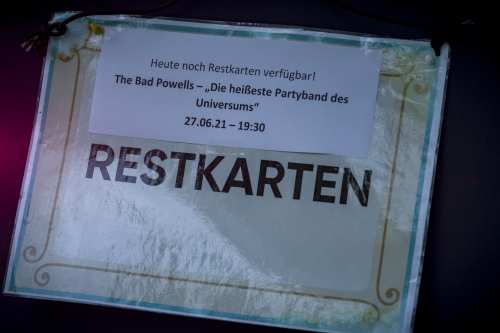 Heute noch Restkarten verfügbar!
The Bad Powells – „Die heißeste Partyband des
Universums“
27.06.21 – 19:30
RESTKARTEN